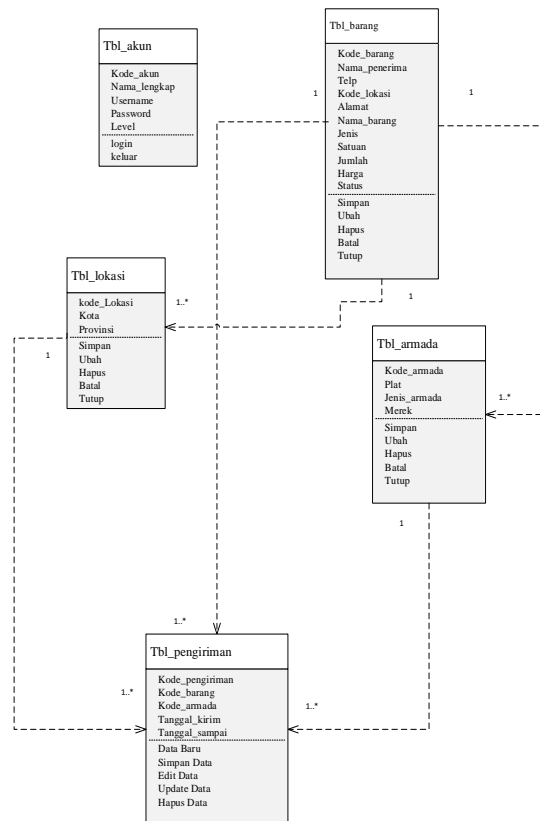 Tbl_akun
Kode_akun
Nama_lengkap
Username
Password
Level
login
keluar
Tbl_barang
Kode_barang
Nama_penerima
Telp
Kode_lokasi
Alamat
Nama_barang
Jenis
Satuan
Jumlah
Harga
Status
Simpan
Ubah
Hapus
Batal
Tutup
1
1
1
Tbl_lokasi
kode_Lokasi
Kota
Provinsi
Simpan
Ubah
Hapus
Batal
Tutup
1..*
1
Tbl_armada
Kode_armada
Plat
Jenis_armada
Merek
Simpan
Ubah
Hapus
Batal
Tutup
1..*
1
Tbl_pengiriman
Kode_pengiriman
Kode_barang
Kode_armada
Tanggal_kirim
Tanggal_sampai
Data Baru
Simpan Data
Edit Data
Update Data
Hapus Data
1..*
1..*
1..*